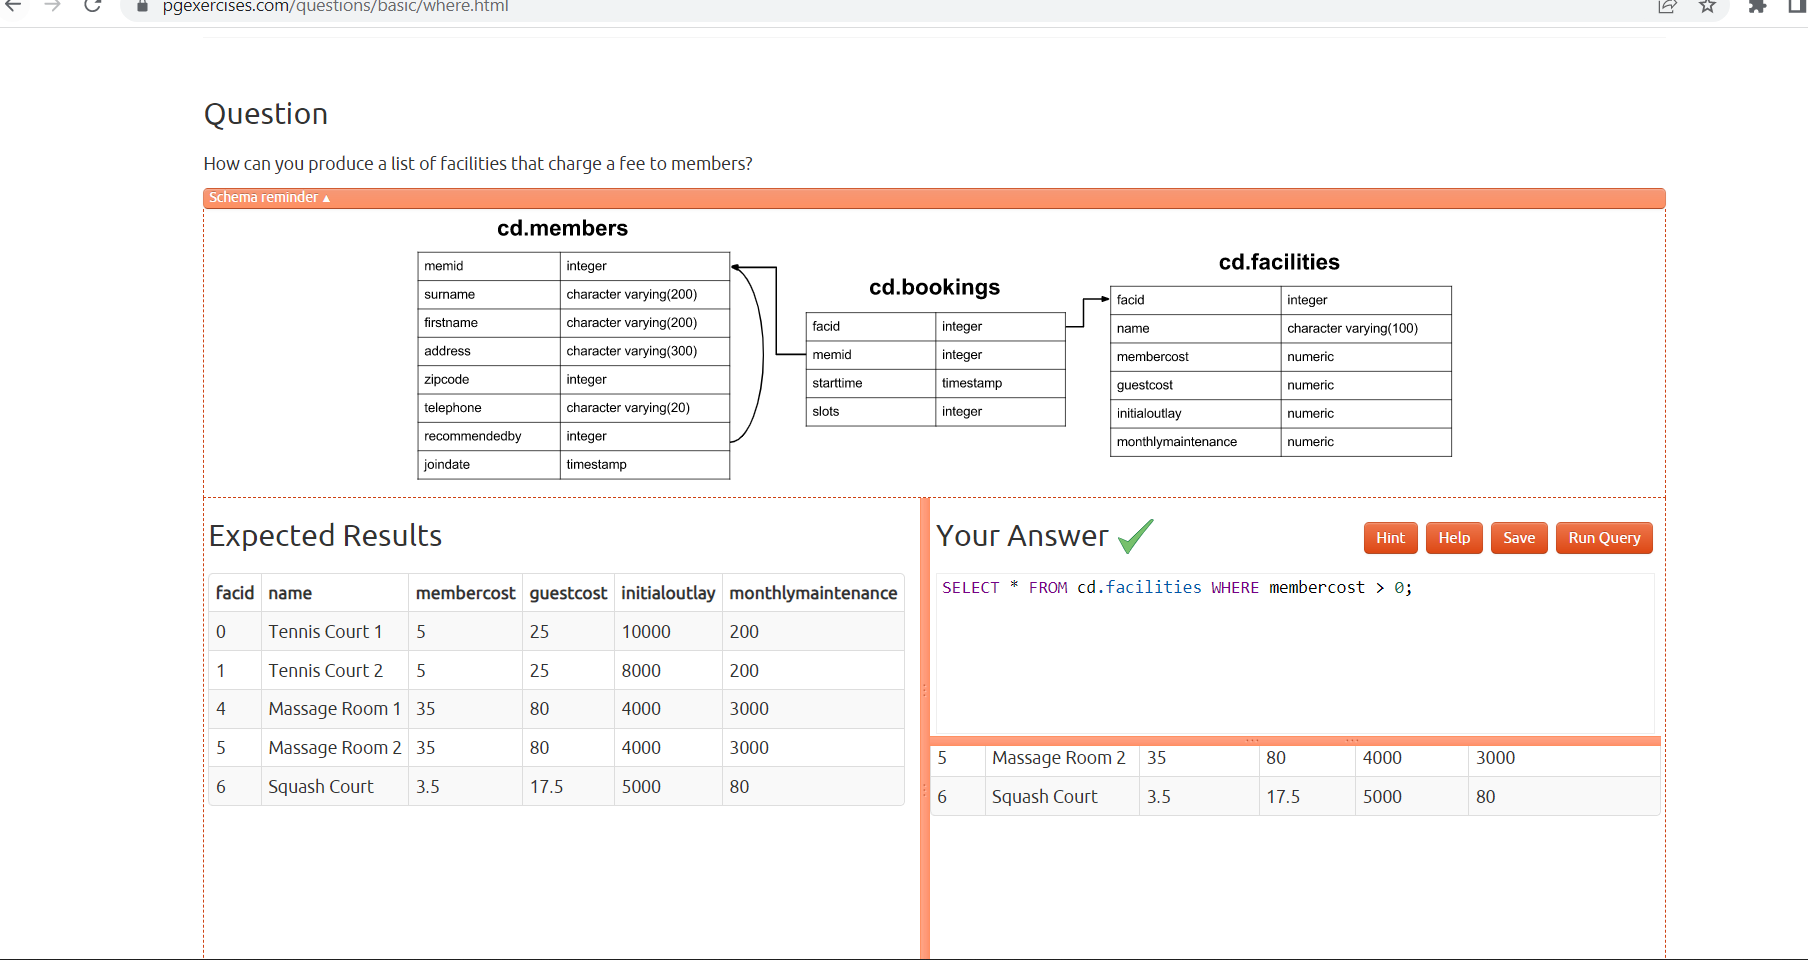 pgexercises.com/questions/basic/where.html
Question
How can you produce a list of facilities that charge a fee to members?
Schema reminder ▴
cd.members
memid integer
surname character varying(200)
firstname character varying(200)
address character varying(300)
zipcode integer
telephone character varying(20)
recommendedby integer
joindate timestamp
cd.bookings
facid integer
memid integer
starttime timestamp
slots integer
cd.facilities
facid integer
name character varying(100)
membercost numeric
guestcost numeric
initialoutlay numeric
monthlymaintenance numeric
Expected Results
facid name membercost guestcost initialoutlay monthlymaintenance
0 Tennis Court 1 5 25 10000 200
1 Tennis Court 2 5 25 8000 200
4 Massage Room 1 35 80 4000 3000
5 Massage Room 2 35 80 4000 3000
6 Squash Court 3.5 17.5 5000 80
Your Answer
Hint Help Save Run Query
SELECT * FROM cd.facilities WHERE membercost > 0;
5 Massage Room 2 35 80 4000 3000
6 Squash Court 3.5 17.5 5000 80